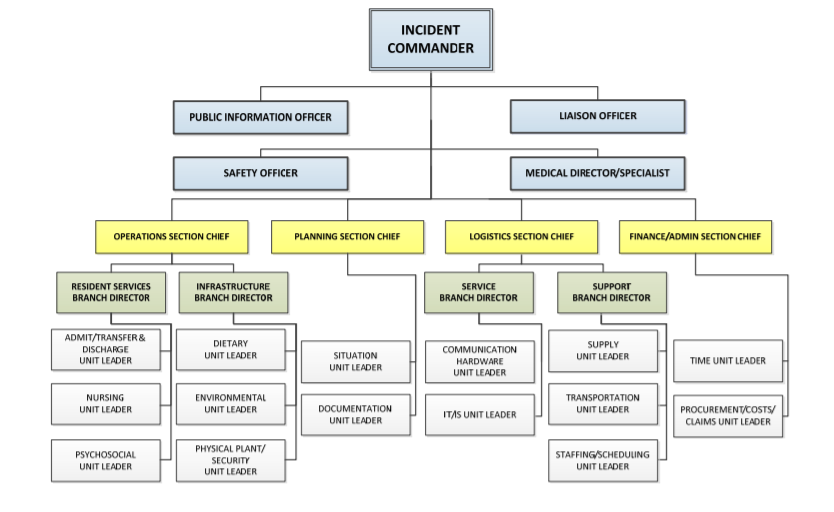 INCIDENT
COMMANDER
PUBLIC INFORMATION OFFICER
LIAISON OFFICER
SAFETY OFFICER
MEDICAL DIRECTOR/SPECIALIST
OPERATIONS SECTION CHIEF
PLANNING SECTION CHIEF
LOGISTICS SECTION CHIEF
FINANCE/ADMIN SECTION CHIEF
RESIDENT SERVICES
BRANCH DIRECTOR
INFRASTRUCTURE
BRANCH DIRECTOR
SERVICE
BRANCH DIRECTOR
SUPPORT
BRANCH DIRECTOR
ADMIT/TRANSFER &
DISCHARGE
UNIT LEADER
DIETARY
UNIT LEADER
SITUATION
UNIT LEADER
COMMUNICATION
HARDWARE
UNIT LEADER
SUPPLY
UNIT LEADER
TIME UNIT LEADER
NURSING
UNIT LEADER
ENVIRONMENTAL
UNIT LEADER
DOCUMENTATION
UNIT LEADER
IT/IS UNIT LEADER
TRANSPORTATION
UNIT LEADER
PROCUREMENT/COSTS/
CLAIMS UNIT LEADER
PSYCHOSOCIAL
UNIT LEADER
PHYSICAL PLANT/
SECURITY
UNIT LEADER
STAFFING/SCHEDULING
UNIT LEADER